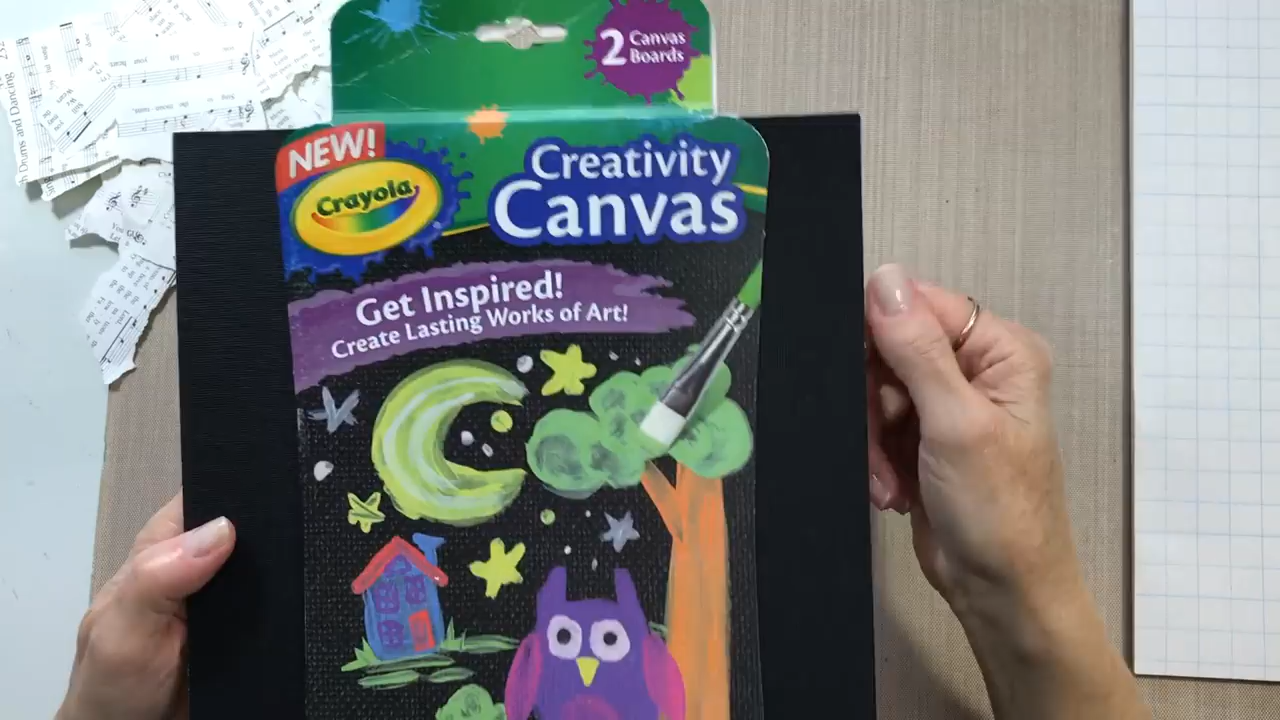 2 Canvas
Boards
NEW!
Crayola
Creativity
Canvas
Get Inspired!
Create Lasting Works of Art!